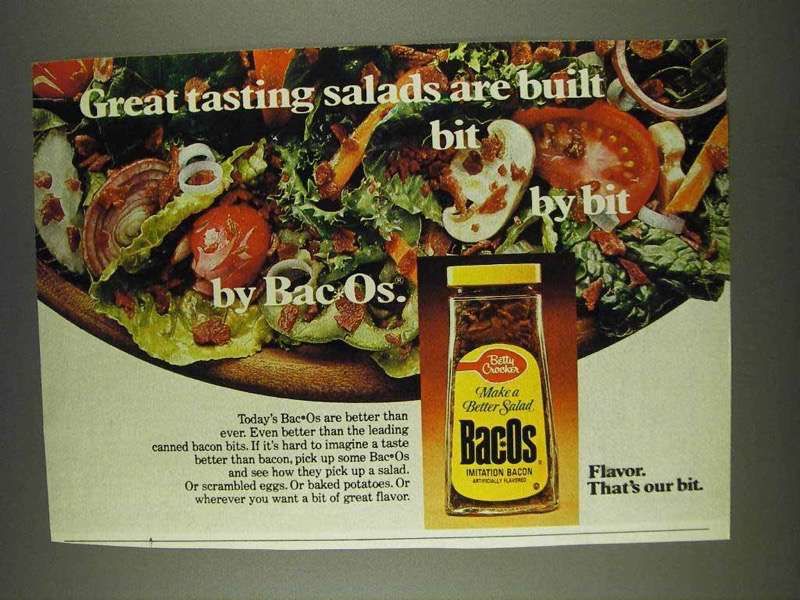 Great tasting salads are built
bit
by bit
by Bac•Os.®
Betty
Crocker
Make a
Better Salad
Bac•Os®
IMITATION BACON
ARTIFICIALLY FLAVORED
Today's Bac•Os are better than
ever. Even better than the leading
canned bacon bits. If it's hard to imagine a taste
better than bacon, pick up some Bac•Os
and see how they pick up a salad.
Or scrambled eggs. Or baked potatoes. Or
wherever you want a bit of great flavor.
Flavor.
That's our bit.